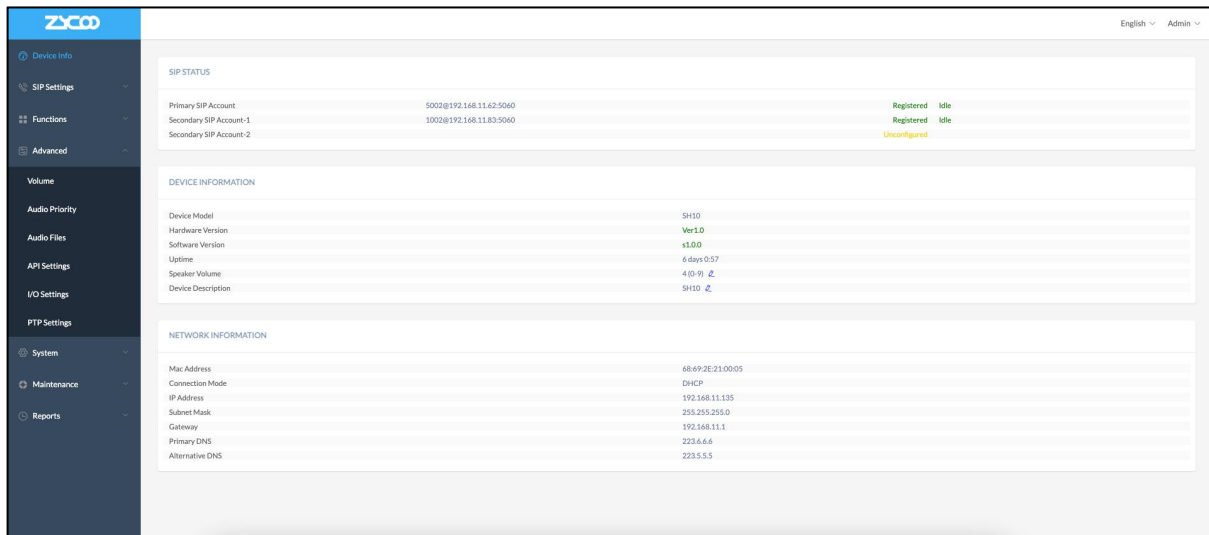 ZYCOO
English Admin
Device Info
SIP Settings
Functions
Advanced
Volume
Audio Priority
Audio Files
API Settings
I/O Settings
PTP Settings
System
Maintenance
Reports
SIP STATUS
Primary SIP Account 5002@192.168.11.62:5060 Registered Idle
Secondary SIP Account-1 1002@192.168.11.83:5060 Registered Idle
Secondary SIP Account-2 Unconfigured
DEVICE INFORMATION
Device Model SH10
Hardware Version Ver1.0
Software Version s1.0.0
Uptime 6 days 0:57
Speaker Volume 4 (0-9)
Device Description SH10
NETWORK INFORMATION
Mac Address 68:69:2E:21:00:05
Connection Mode DHCP
IP Address 192.168.11.135
Subnet Mask 255.255.255.0
Gateway 192.168.11.1
Primary DNS 223.6.6.6
Alternative DNS 223.5.5.5